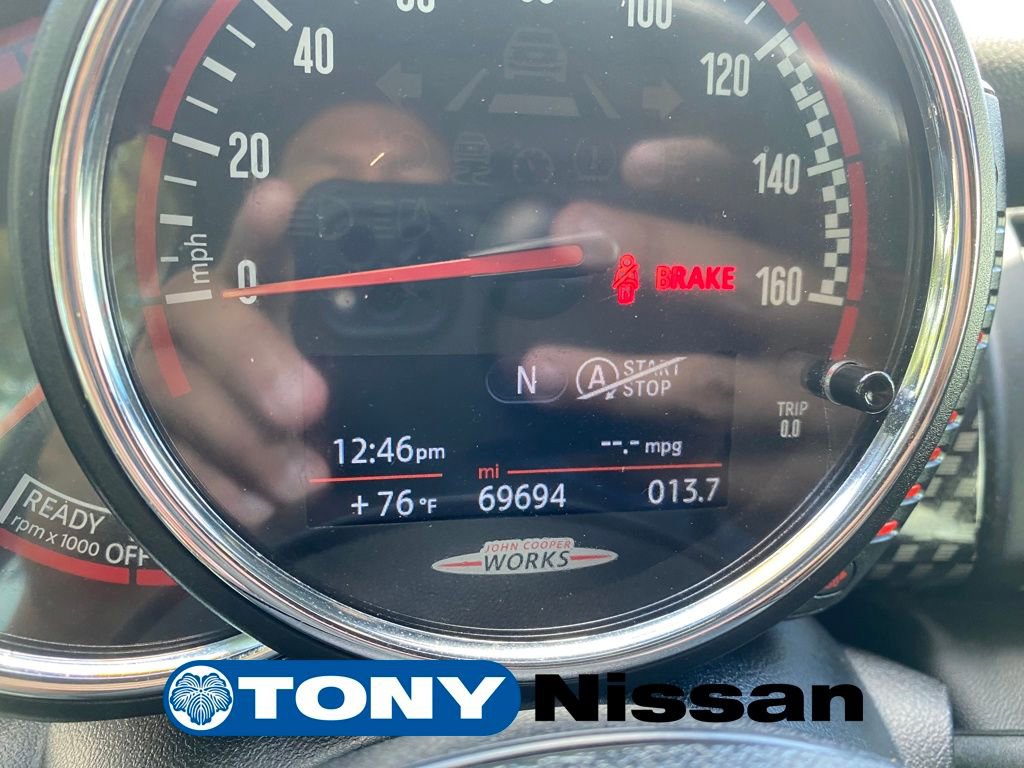 100
40
120
20
140
mph
0
BRAKE
160
N
A START
STOP
TRIP
0.0
12:46pm
--.- mpg
mi
+76 °F
69694
013.7
READY
rpm x 1000 OFF
JOHN COOPER
WORKS
TONY Nissan